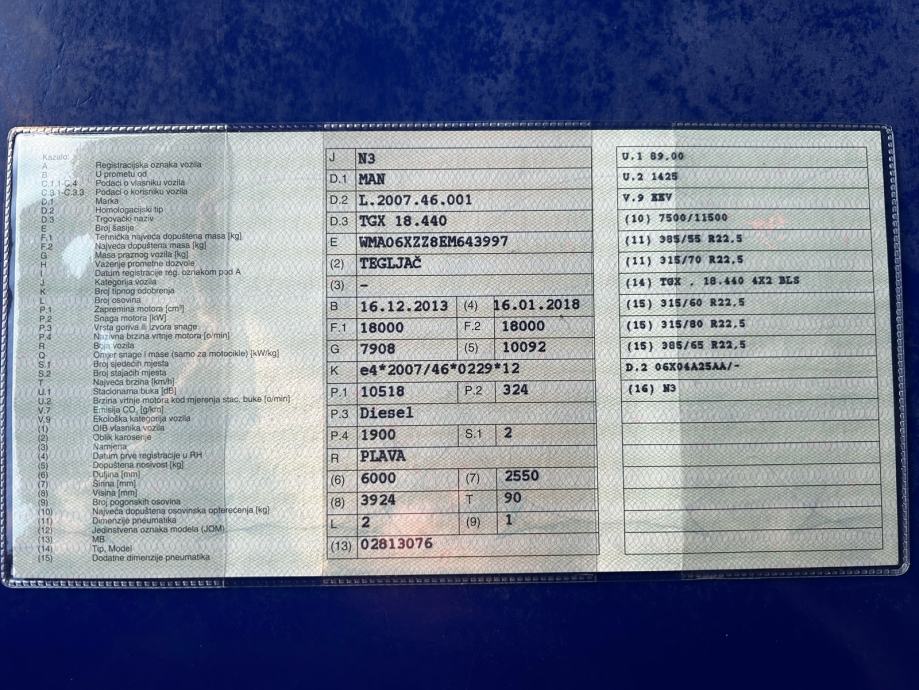 Kazalo:
A Registracijska oznaka vozila
B U prometu od
C.1.1-C.4 Podaci o vlasniku vozila
C.3.1-C.3.3 Podaci o korisniku vozila
D.1 Marka
D.2 Homologacijski tip
D.3 Trgovački naziv
E Broj šasije
F.1 Tehnička najveća dopuštena masa [kg]
F.2 Najveća dopuštena masa [kg]
G Masa praznog vozila [kg]
H Važenje prometne dozvole
I Datum registracije reg. oznakom pod A
J Kategorija vozila
K Broj tipnog odobrenja
L Broj osovina
P.1 Zapremina motora [cm³]
P.2 Snaga motora [kW]
P.3 Vrsta goriva ili izvora snage
P.4 Nazivna brzina vrtnje motora [o/min]
R Boja vozila
Q Omjer snage i mase (samo za motocikle) [kW/kg]
S.1 Broj sjedećih mjesta
S.2 Broj stajaćih mjesta
T Najveća brzina [km/h]
U.1 Stacionarna buka [dB]
U.2 Brzina vrtnje motora kod mjerenja stac. buke [o/min]
V.7 Emisija CO₂ [g/km]
V.9 Ekološka kategorija vozila
(1) OIB vlasnika vozila
(2) Oblik karoserije
(3) Namjena
(4) Datum prve registracije u RH
(5) Dopuštena nosivost [kg]
(6) Duljina [mm]
(7) Širina [mm]
(8) Visina [mm]
(9) Broj pogonskih osovina
(10) Najveća dopuštena osovinska opterećenja [kg]
(11) Dimenzije pneumatika
(12) Jedinstvena oznaka modela (JOM)
(13) MB
(14) Tip, Model
(15) Dodatne dimenzije pneumatika
J N3
D.1 MAN
D.2 L.2007.46.001
D.3 TGX 18.440
E WMA06XZZ8EM643997
(2) TEGLJAČ
(3) –
B 16.12.2013 (4) 16.01.2018
F.1 18000 F.2 18000
G 7908 (5) 10092
K e4*2007/46*0229*12
P.1 10518 P.2 324
P.3 Diesel
P.4 1900 S.1 2
R PLAVA
(6) 6000 (7) 2550
(8) 3924 T 90
L 2 (9) 1
(13) 02813076
U.1 89.00
U.2 1425
V.9 EEV
(10) 7500/11500
(11) 385/55 R22,5
(11) 315/70 R22,5
(14) TGX . 18.440 4X2 BLS
(15) 315/60 R22,5
(15) 315/80 R22,5
(15) 385/65 R22,5
D.2 06X04A25AA/-
(16) N3